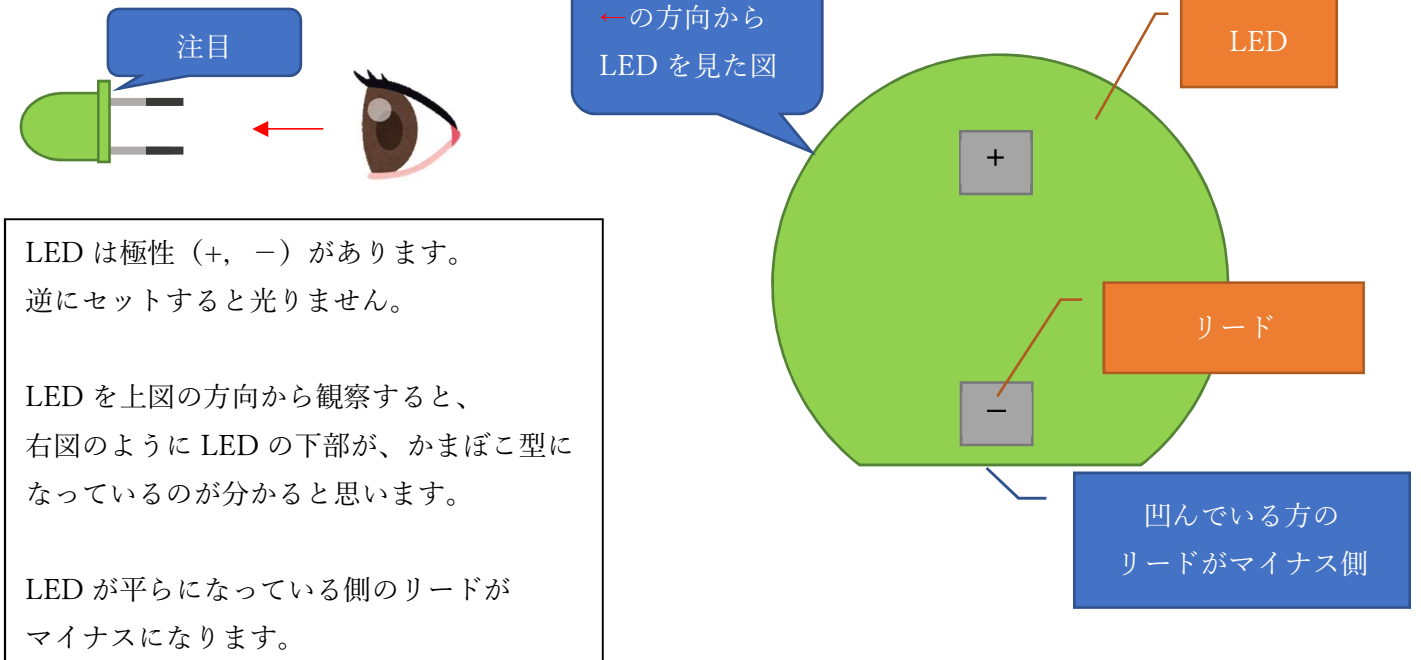 注目
←の方向から
LED を見た図
LED
+
リード
−
凹んでいる方の
リードがマイナス側
LED は極性（+, −）があります。
逆にセットすると光りません。
LED を上図の方向から観察すると、
右図のように LED の下部が、かまぼこ型に
なっているのが分かると思います。
LED が平らになっている側のリードが
マイナスになります。